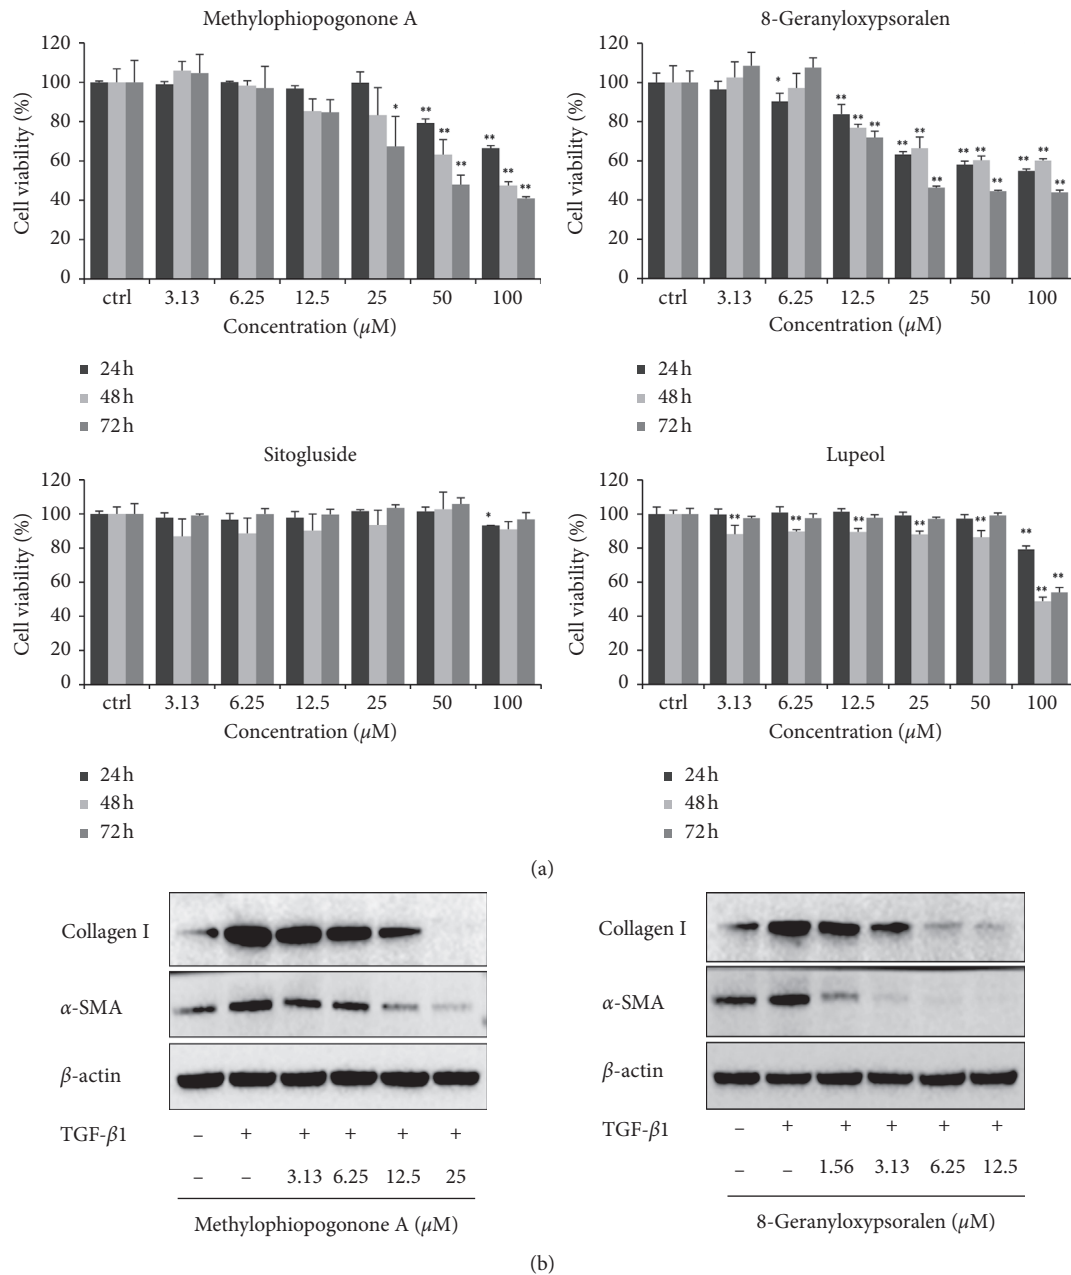 Methylophiopogonone A
Cell viability (%)
120
100
80
60
40
20
0
* ** ** ** ** ** **
ctrl 3.13 6.25 12.5 25 50 100
Concentration (μM)
24 h
48 h
72 h
8-Geranyloxypsoralen
Cell viability (%)
120
100
80
60
40
20
0
* ** ** ** ** ** ** ** ** ** ** ** **
ctrl 3.13 6.25 12.5 25 50 100
Concentration (μM)
24 h
48 h
72 h
Sitogluside
Cell viability (%)
120
100
80
60
40
20
0
*
ctrl 3.13 6.25 12.5 25 50 100
Concentration (μM)
24 h
48 h
72 h
Lupeol
Cell viability (%)
120
100
80
60
40
20
0
** ** ** ** ** ** ** **
ctrl 3.13 6.25 12.5 25 50 100
Concentration (μM)
24 h
48 h
72 h
(a)
Collagen I
α-SMA
β-actin
TGF-β1 – + + + + +
– – 3.13 6.25 12.5 25
Methylophiopogonone A (μM)
Collagen I
α-SMA
β-actin
TGF-β1 – + + + + +
– – 1.56 3.13 6.25 12.5
8-Geranyloxypsoralen (μM)
(b)